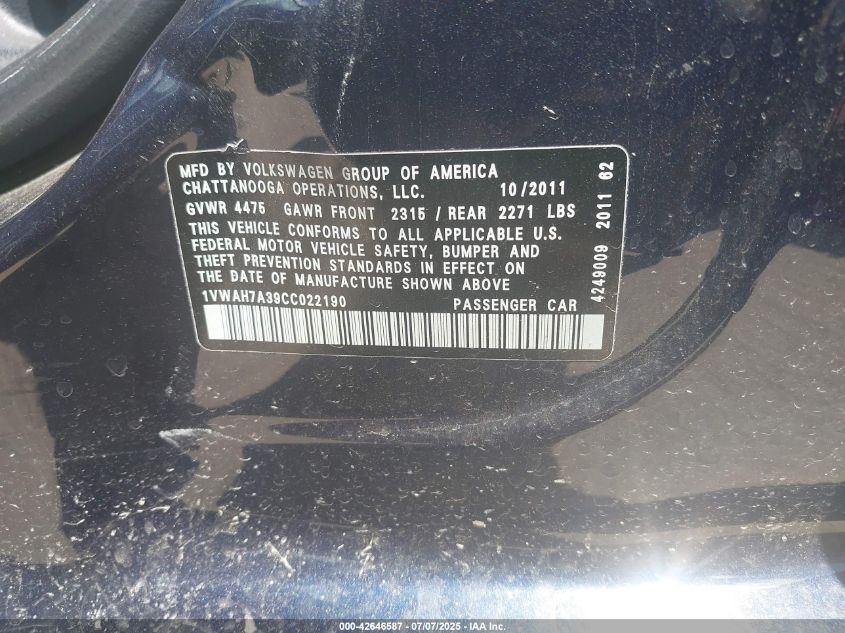 MFD BY VOLKSWAGEN GROUP OF AMERICA
CHATTANOOGA OPERATIONS, LLC. 10/2011
GVWR 4475 GAWR FRONT 2315 / REAR 2271 LBS
THIS VEHICLE CONFORMS TO ALL APPLICABLE U.S.
FEDERAL MOTOR VEHICLE SAFETY, BUMPER AND
THEFT PREVENTION STANDARDS IN EFFECT ON
THE DATE OF MANUFACTURE SHOWN ABOVE
1VWAH7A39CC022190 PASSENGER CAR
4249009 2011 62
000-42646587 - 07/07/2025 - IAA Inc.